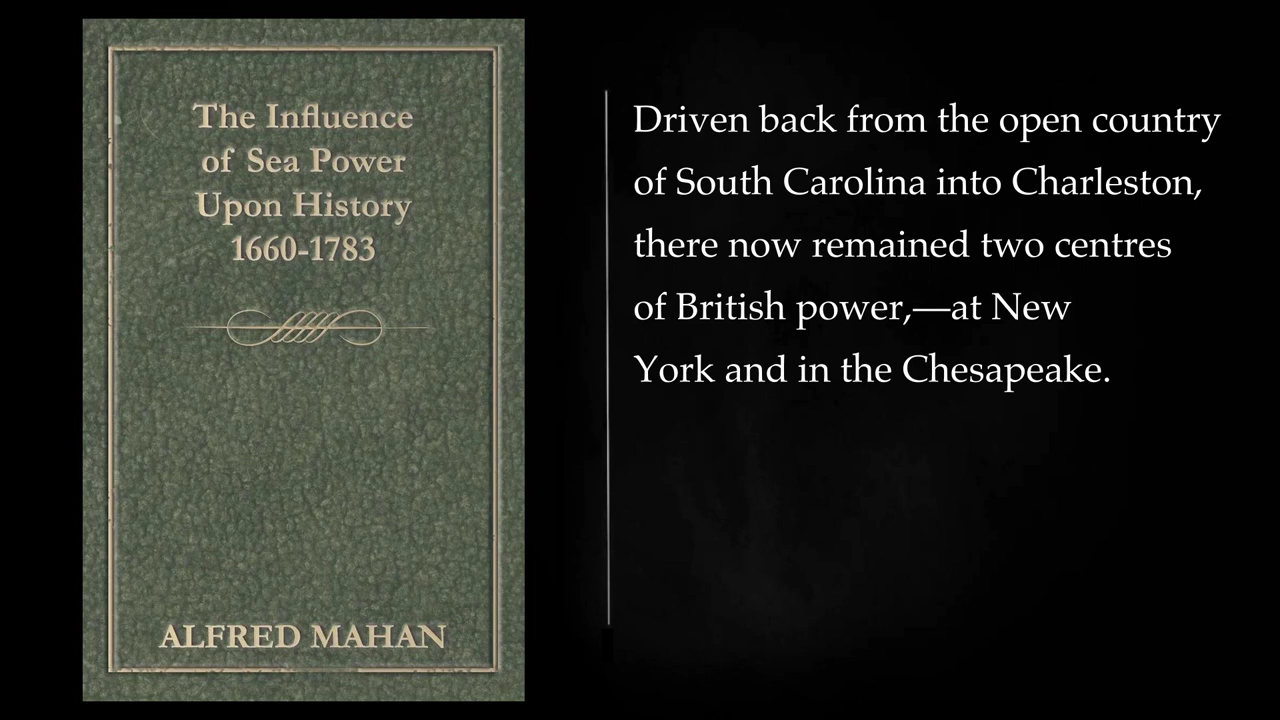 The Influence
of Sea Power
Upon History
1660-1783
ALFRED MAHAN
Driven back from the open country
of South Carolina into Charleston,
there now remained two centres
of British power,—at New
York and in the Chesapeake.